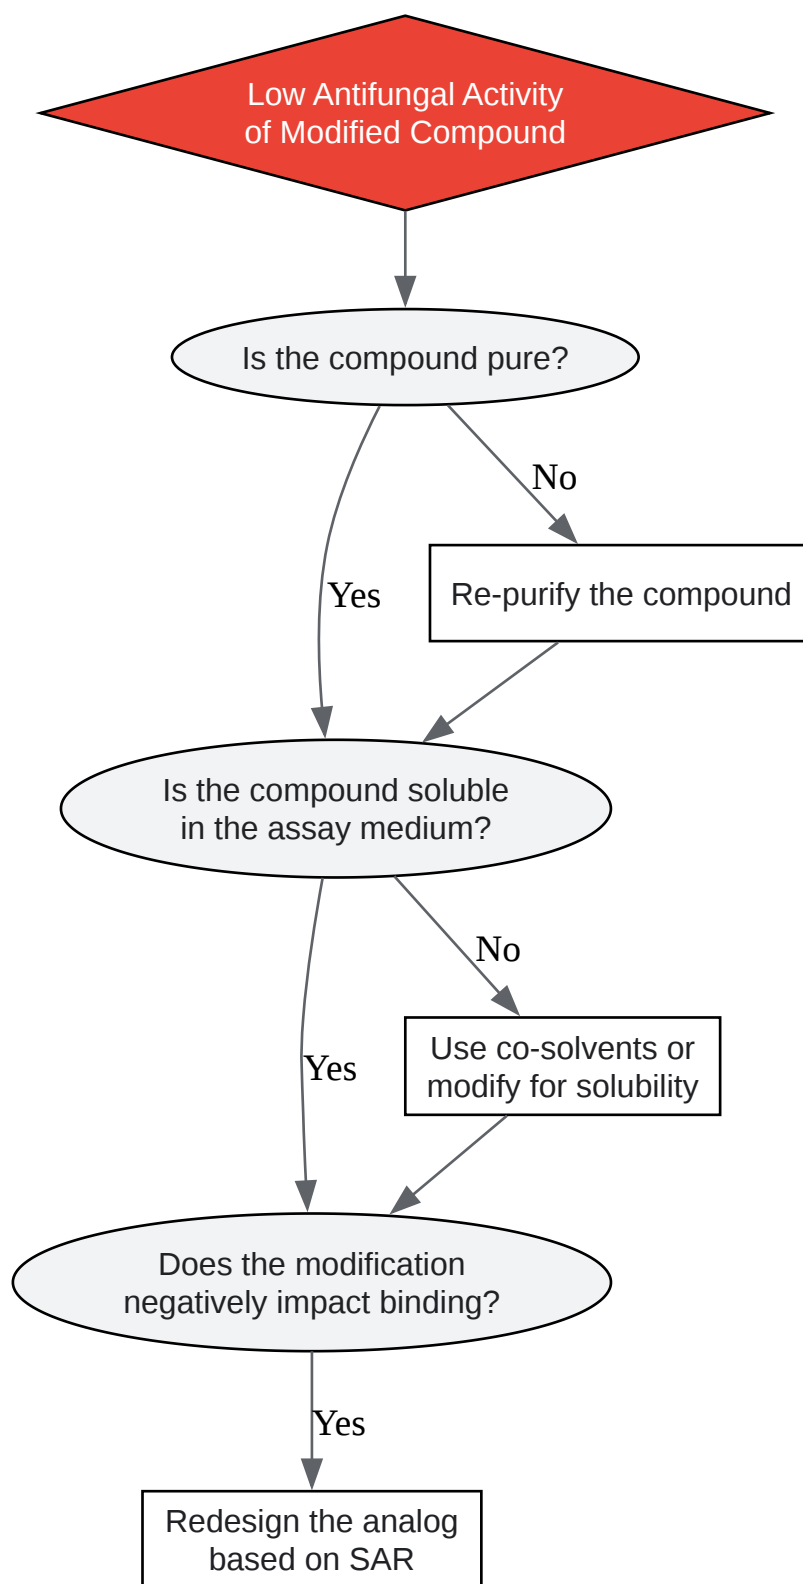 Low Antifungal Activity
of Modified Compound
Is the compound pure?
No
Yes
Re-purify the compound
Is the compound soluble
in the assay medium?
No
Use co-solvents or
modify for solubility
Yes
Does the modification
negatively impact binding?
Yes
Redesign the analog
based on SAR